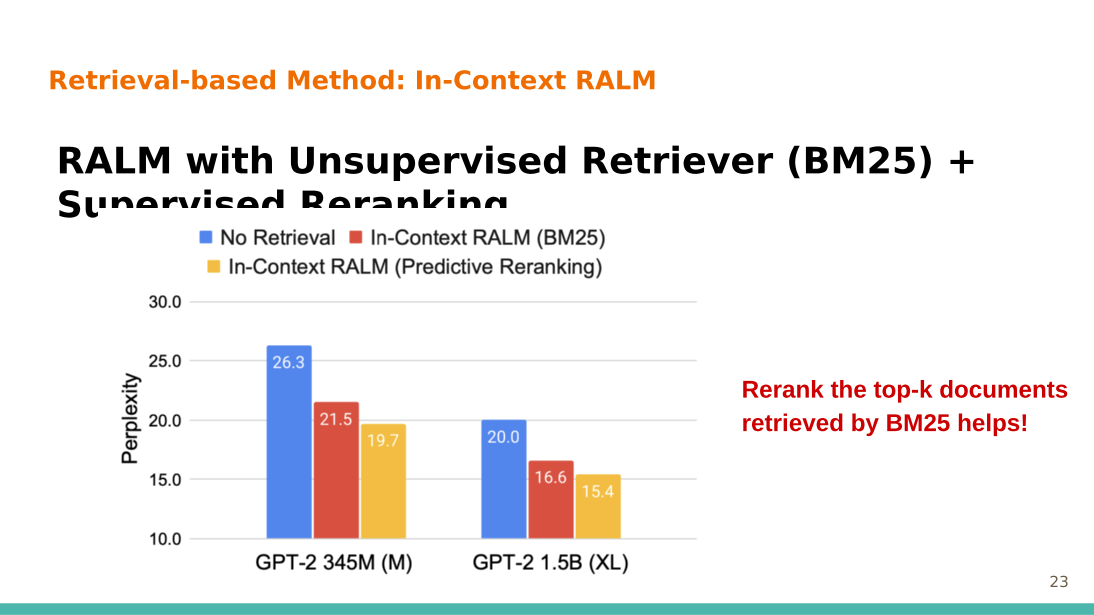 Retrieval-based Method: In-Context RALM
RALM with Unsupervised Retriever (BM25) +
Supervised Reranking
No Retrieval In-Context RALM (BM25)
In-Context RALM (Predictive Reranking)
30.0
25.0
20.0
15.0
10.0
Perplexity
26.3
21.5
19.7
20.0
16.6
15.4
GPT-2 345M (M) GPT-2 1.5B (XL)
Rerank the top-k documents
retrieved by BM25 helps!
23